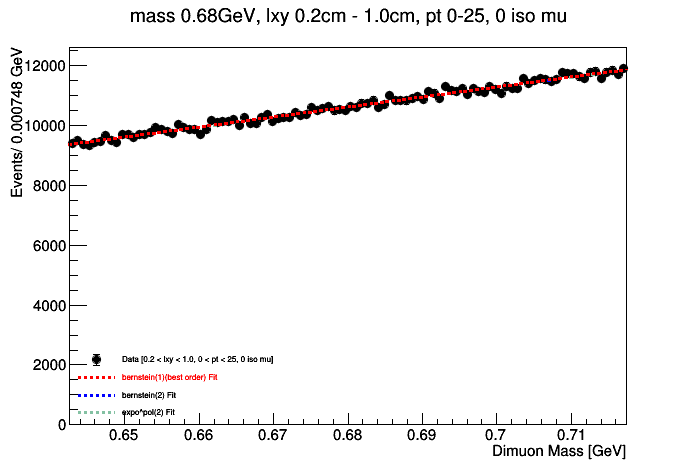 mass 0.68GeV, lxy 0.2cm - 1.0cm, pt 0-25, 0 iso mu
Events/ 0.000748 GeV
12000
10000
8000
6000
4000
2000
0
Data [0.2 < lxy < 1.0, 0 < pt < 25, 0 iso mu]
bernstein(1)(best order) Fit
bernstein(2) Fit
expo^pol(2) Fit
0.65 0.66 0.67 0.68 0.69 0.7 0.71
Dimuon Mass [GeV]